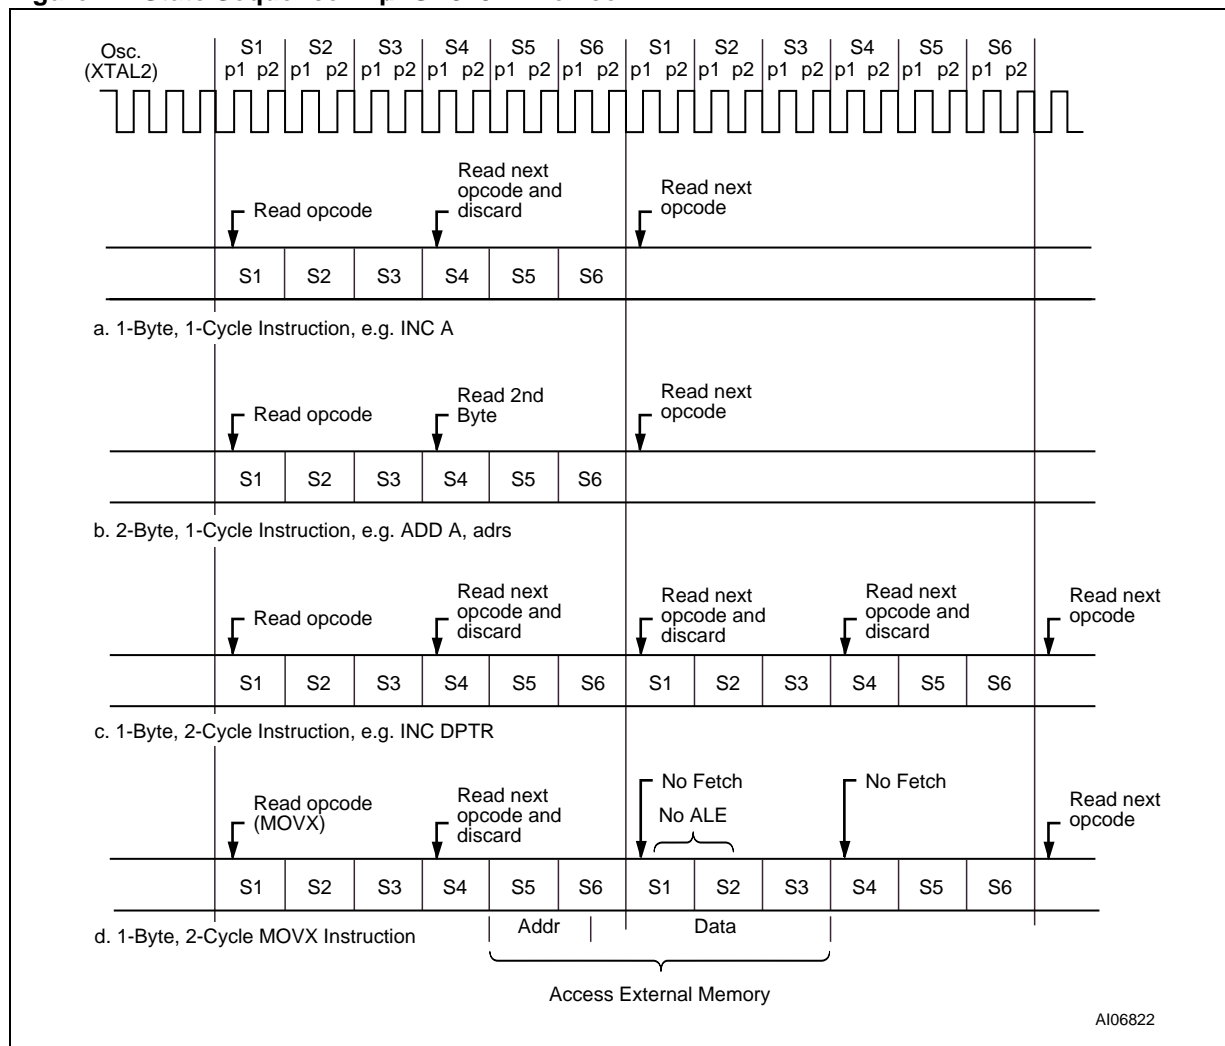 Osc.
(XTAL2)
S1 S2 S3 S4 S5 S6 S1 S2 S3 S4 S5 S6
p1 p2 p1 p2 p1 p2 p1 p2 p1 p2 p1 p2 p1 p2 p1 p2 p1 p2 p1 p2 p1 p2 p1 p2
Read opcode
Read next
opcode and
discard
Read next
opcode
S1 S2 S3 S4 S5 S6
a. 1-Byte, 1-Cycle Instruction, e.g. INC A
Read opcode
Read 2nd
Byte
Read next
opcode
S1 S2 S3 S4 S5 S6
b. 2-Byte, 1-Cycle Instruction, e.g. ADD A, adrs
Read opcode
Read next
opcode and
discard
Read next
opcode and
discard
Read next
opcode and
discard
Read next
opcode
S1 S2 S3 S4 S5 S6 S1 S2 S3 S4 S5 S6
c. 1-Byte, 2-Cycle Instruction, e.g. INC DPTR
Read opcode
(MOVX)
Read next
opcode and
discard
No Fetch
No ALE
No Fetch
Read next
opcode
S1 S2 S3 S4 S5 S6 S1 S2 S3 S4 S5 S6
Addr Data
d. 1-Byte, 2-Cycle MOVX Instruction
Access External Memory
AI06822